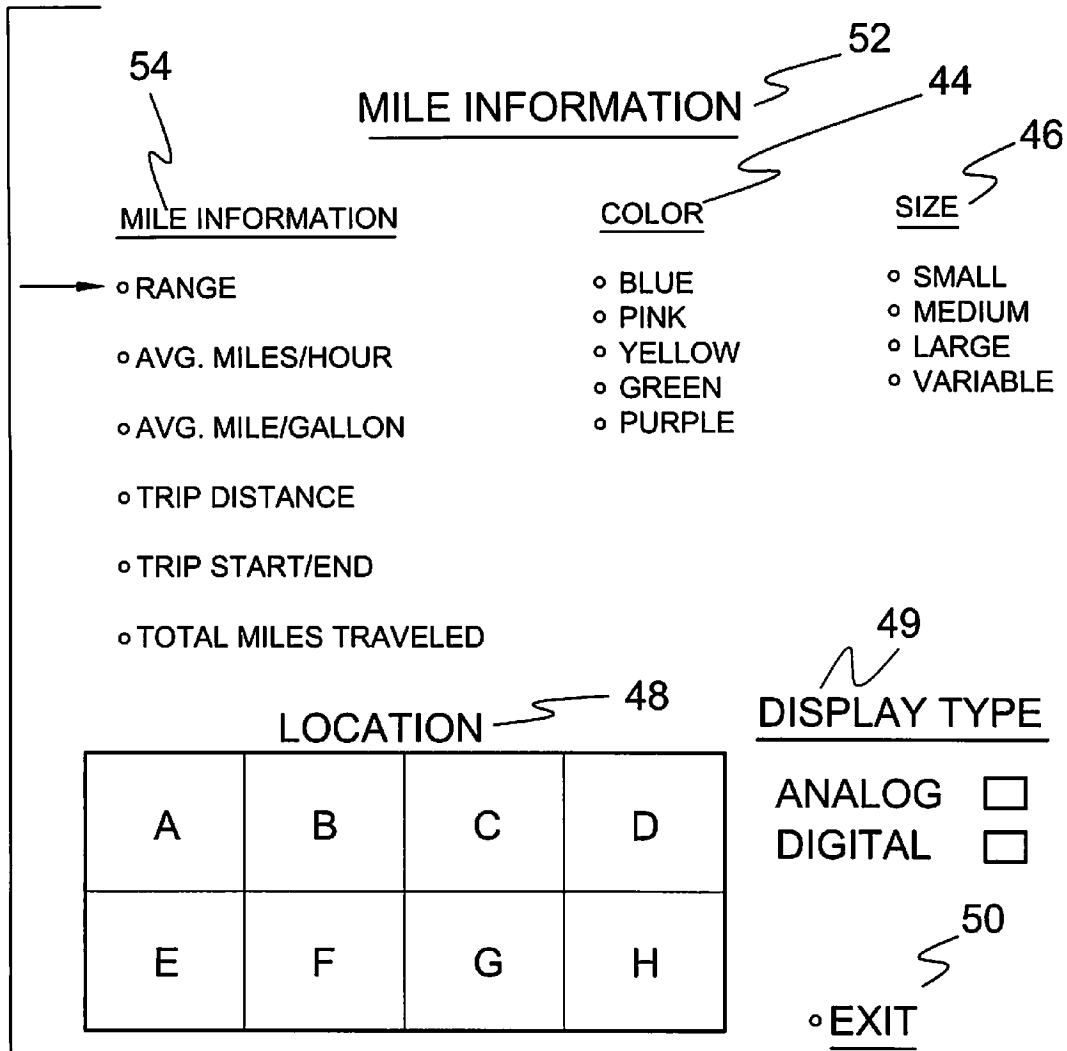 52
54
44
MILE INFORMATION
46
MILE INFORMATION
COLOR
SIZE
RANGE
AVG. MILES/HOUR
AVG. MILE/GALLON
TRIP DISTANCE
TRIP START/END
TOTAL MILES TRAVELED
BLUE
PINK
YELLOW
GREEN
PURPLE
SMALL
MEDIUM
LARGE
VARIABLE
LOCATION
48
A B C D
E F G H
49
DISPLAY TYPE
ANALOG
DIGITAL
50
EXIT